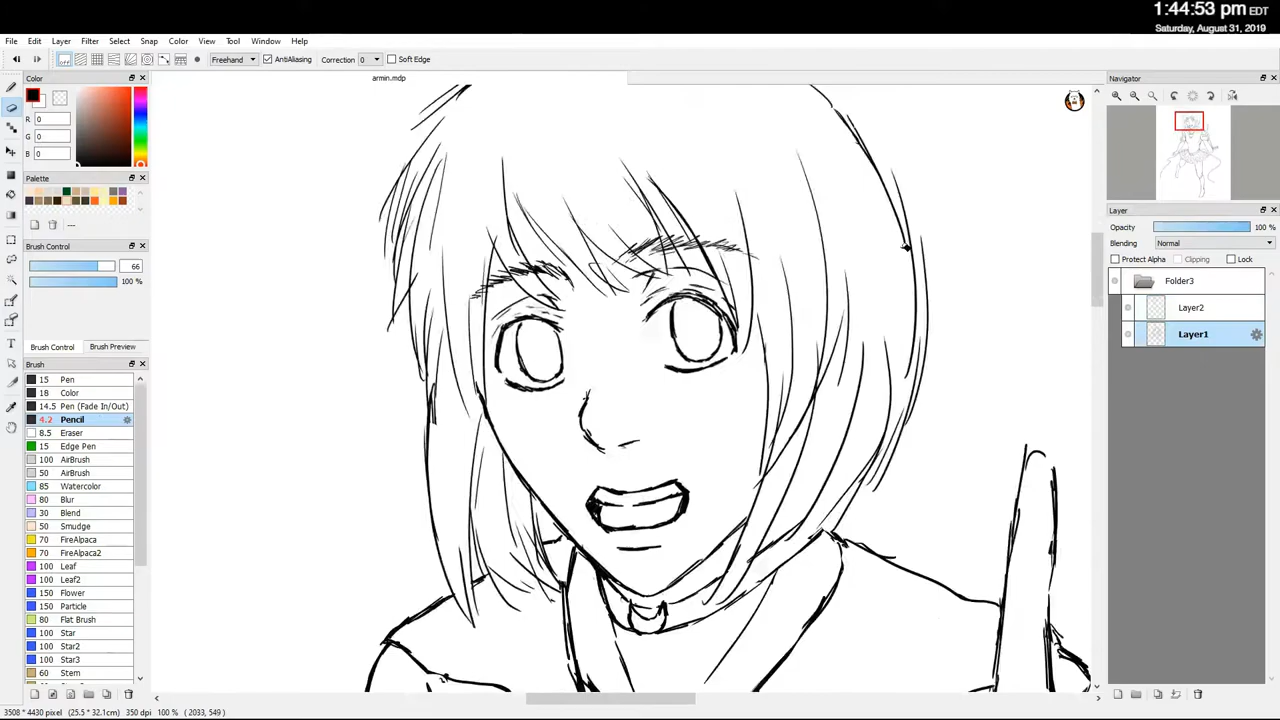 1:44:53 pm EDT
Saturday, August 31, 2019
File Edit Layer Filter Select Snap Color View Tool Window Help
Freehand AntiAliasing Correction 0 Soft Edge
armin.mdp
Color
R 0
G 0
B 0
Palette
---
Brush Control
66
100 %
Brush Control Brush Preview
Brush
15 Pen
18 Color
14.5 Pen (Fade In/Out)
4.2 Pencil
8.5 Eraser
15 Edge Pen
100 AirBrush
50 AirBrush
85 Watercolor
80 Blur
30 Blend
50 Smudge
70 FireAlpaca
70 FireAlpaca2
100 Leaf
100 Leaf2
150 Flower
150 Particle
80 Flat Brush
100 Star
100 Star2
100 Star3
60 Stem
3508 * 4430 pixel (25.5 * 32.1cm) 350 dpi 100 % ( 2033, 549 )
Navigator
Layer
Opacity 100 %
Blending Normal
Protect Alpha Clipping Lock
Folder3
Layer2
Layer1